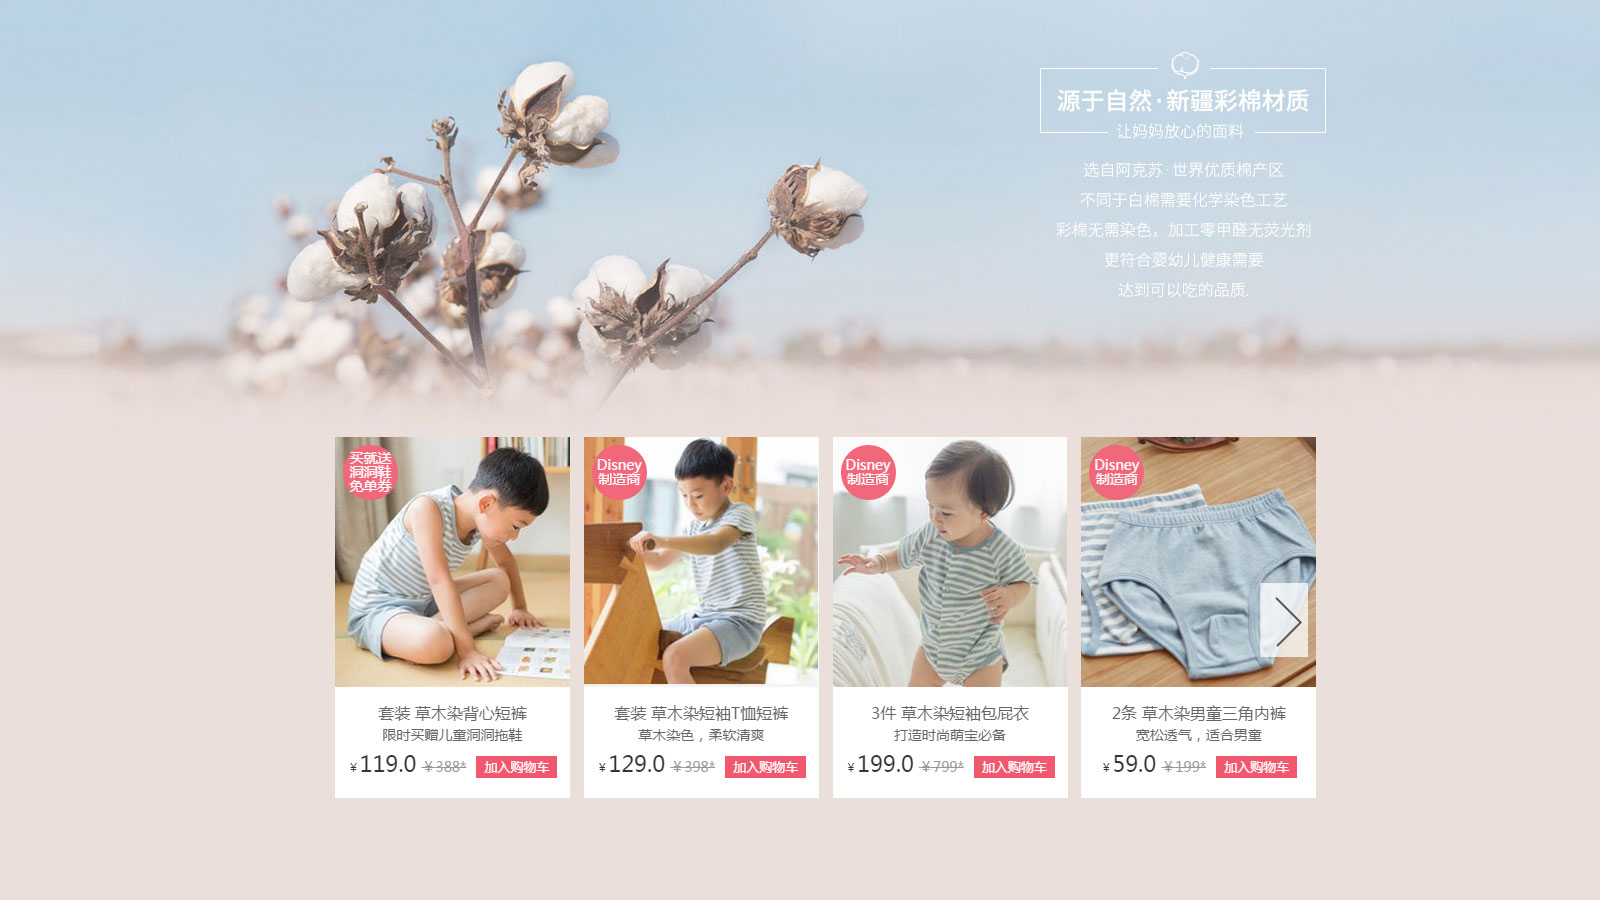 源于自然·新疆彩棉材质
让妈妈放心的面料
选自阿克苏·世界优质棉产区
不同于白棉需要化学染色工艺
彩棉无需染色，加工零甲醛无荧光剂
更符合婴幼儿健康需要
达到可以吃的品质.
买就送
洞洞鞋
免单券
套装 草木染背心短裤
限时买赠儿童洞洞拖鞋
¥119.0 ¥388* 加入购物车
Disney
制造商
套装 草木染短袖T恤短裤
草木染色，柔软清爽
¥129.0 ¥398* 加入购物车
Disney
制造商
3件 草木染短袖包屁衣
打造时尚萌宝必备
¥199.0 ¥799* 加入购物车
Disney
制造商
2条 草木染男童三角内裤
宽松透气，适合男童
¥59.0 ¥199* 加入购物车